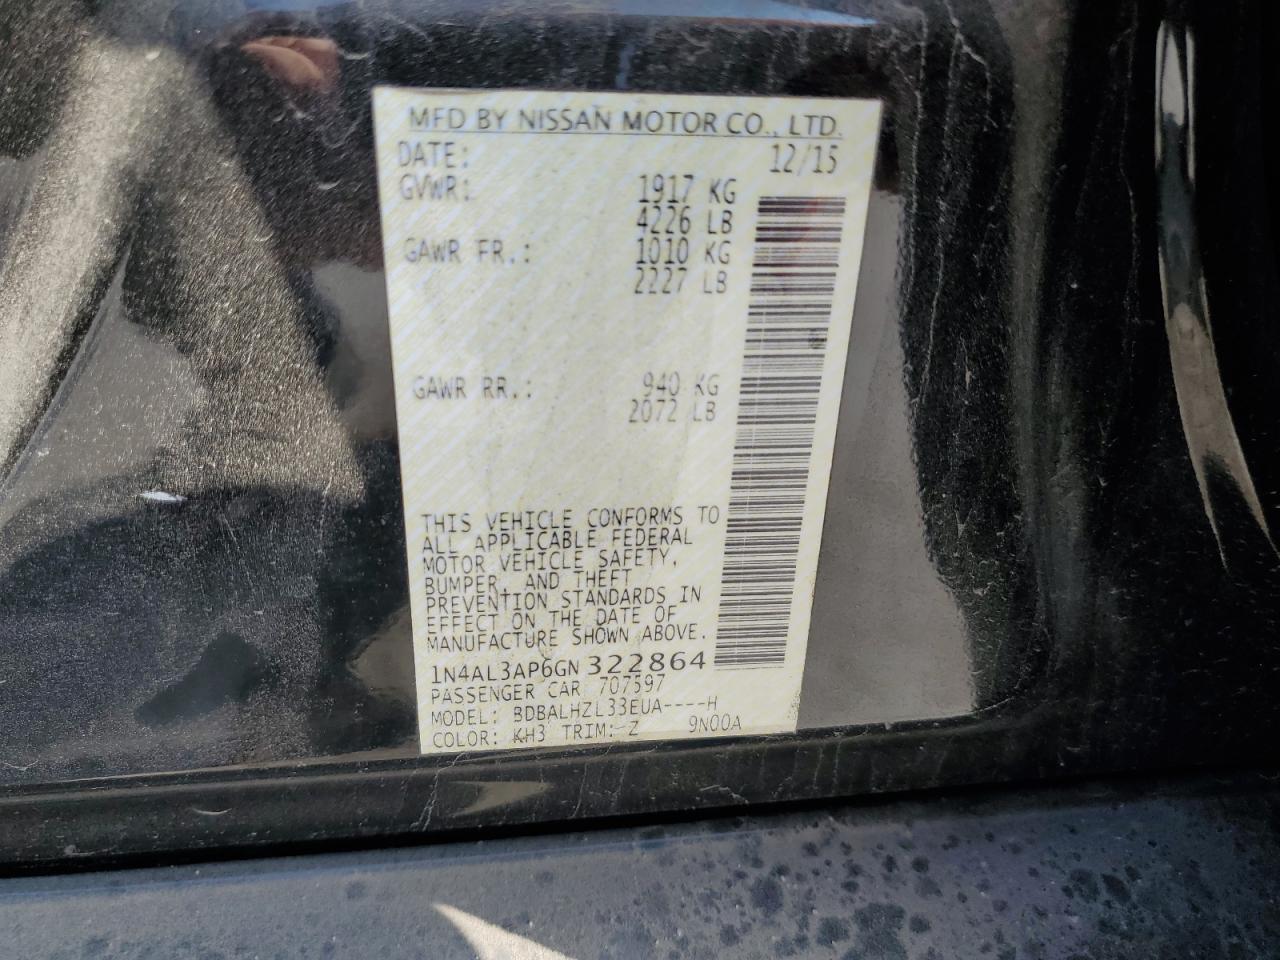 MFD BY NISSAN MOTOR CO., LTD.
DATE: 12/15
GVWR: 1917 KG
4226 LB
GAWR FR.: 1010 KG
2227 LB
GAWR RR.: 940 KG
2072 LB
THIS VEHICLE CONFORMS TO
ALL APPLICABLE FEDERAL
MOTOR VEHICLE SAFETY,
BUMPER, AND THEFT
PREVENTION STANDARDS IN
EFFECT ON THE DATE OF
MANUFACTURE SHOWN ABOVE.
1N4AL3AP6GN 322864
PASSENGER CAR 707597
MODEL: BDBALHZL33EUA----H
COLOR: KH3 TRIM:-Z 9N00A